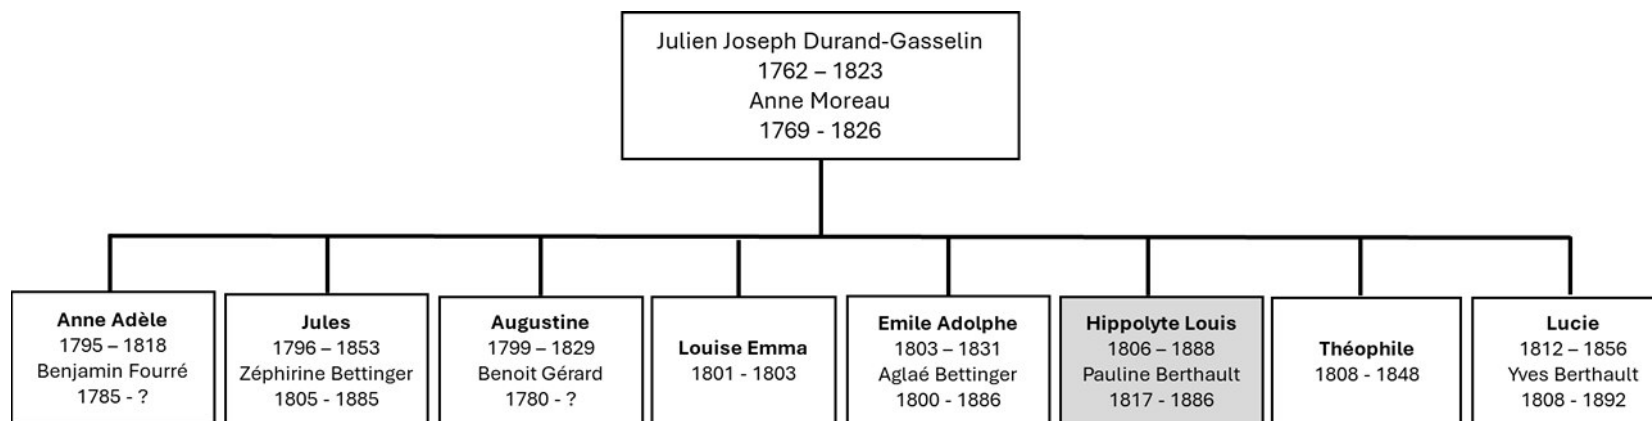 Julien Joseph Durand-Gasselin
1762 – 1823
Anne Moreau
1769 - 1826
Anne Adèle
1795 – 1818
Benjamin Fourré
1785 - ?
Jules
1796 – 1853
Zéphirine Bettinger
1805 - 1885
Augustine
1799 – 1829
Benoit Gérard
1780 - ?
Louise Emma
1801 - 1803
Emile Adolphe
1803 – 1831
Aglaé Bettinger
1800 - 1886
Hippolyte Louis
1806 – 1888
Pauline Berthault
1817 - 1886
Théophile
1808 - 1848
Lucie
1812 – 1856
Yves Berthault
1808 - 1892